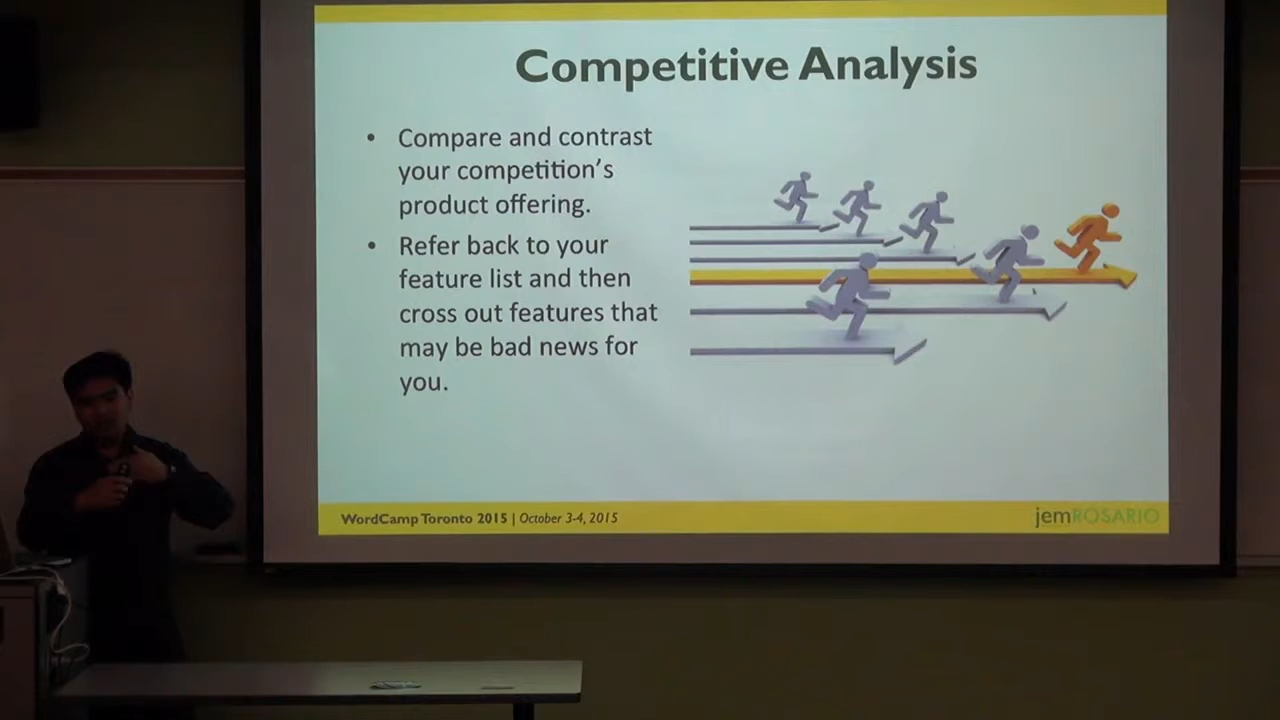 Competitive Analysis
• Compare and contrast
your competition's
product offering.
• Refer back to your
feature list and then
cross out features that
may be bad news for
you.
WordCamp Toronto 2015 | October 3-4, 2015
jemROSARIO